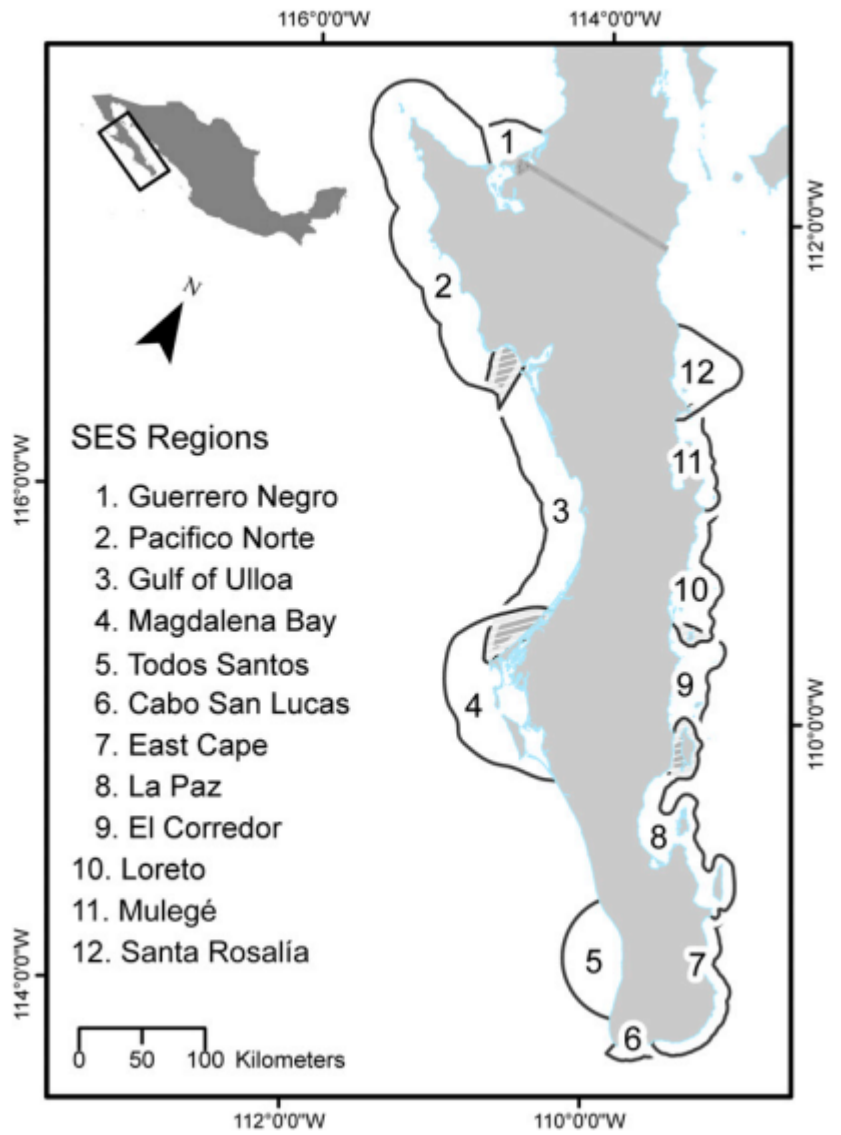 116°0'0"W 114°0'0"W
N
112°0'0"W
116°0'0"W
110°0'0"W
114°0'0"W
1
2
12
11
3
10
9
4
8
5
7
6
SES Regions
1. Guerrero Negro
2. Pacifico Norte
3. Gulf of Ulloa
4. Magdalena Bay
5. Todos Santos
6. Cabo San Lucas
7. East Cape
8. La Paz
9. El Corredor
10. Loreto
11. Mulegé
12. Santa Rosalía
0 50 100 Kilometers
112°0'0"W 110°0'0"W